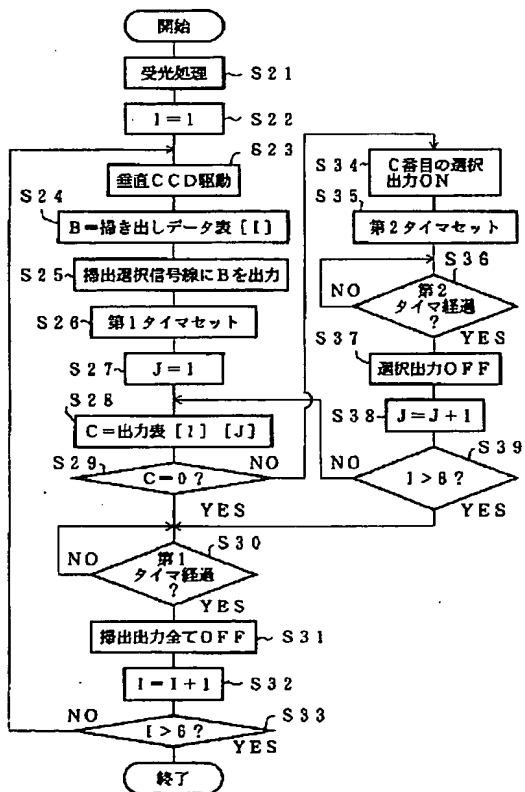 開始
受光処理
S21
I=1
S22
S23
垂直CCD駆動
S24
B=掃き出しデータ表[I]
S25
掃出選択信号線にBを出力
S26
第1タイマセット
S27
J=1
S28
C=出力表[I][J]
S29
C=0?
NO
YES
S30
第1
タイマ経過
?
NO
YES
掃出出力全てOFF
S31
I=I+1
S32
S33
I>6?
NO
YES
終了
S34
C番目の選択
出力ON
S35
第2タイマセット
S36
第2
タイマ経過
?
NO
YES
S37
選択出力OFF
S38
J=J+1
S39
I>8?
NO
YES